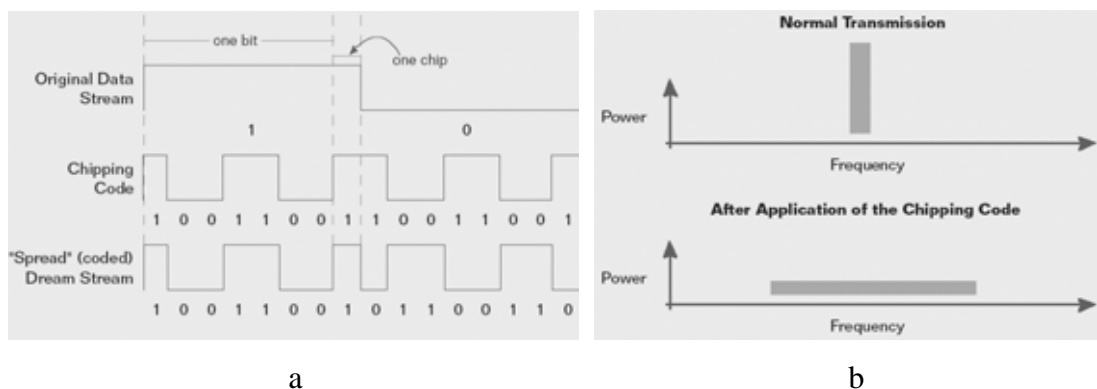 one bit
one chip
Original Data
Stream
1 0
Chipping
Code
1 0 0 1 1 0 0 1 1 0 0 1 1 0 0 1
"Spread" (coded)
Dream Stream
1 0 0 1 1 0 0 1 0 1 1 0 0 1 1 0
a
Normal Transmission
Power
Frequency
After Application of the Chipping Code
Power
Frequency
b